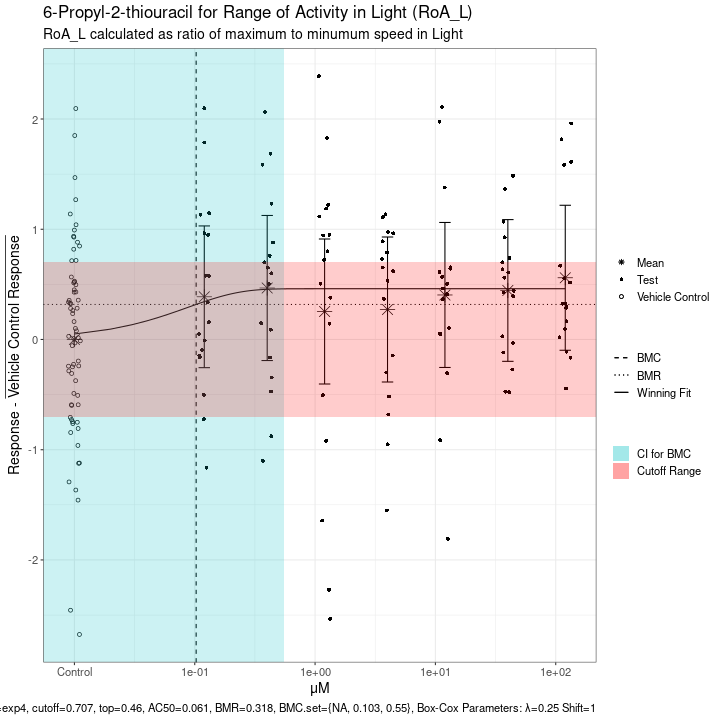 6-Propyl-2-thiouracil for Range of Activity in Light (RoA_L)
RoA_L calculated as ratio of maximum to minumum speed in Light
Response - Vehicle Control Response
2
1
0
-1
-2
Control
1e-01
1e+00
1e+01
1e+02
μM
Mean
Test
Vehicle Control
BMC
BMR
Winning Fit
CI for BMC
Cutoff Range
=exp4, cutoff=0.707, top=0.46, AC50=0.061, BMR=0.318, BMC.set={NA, 0.103, 0.55}, Box-Cox Parameters: λ=0.25 Shift=1